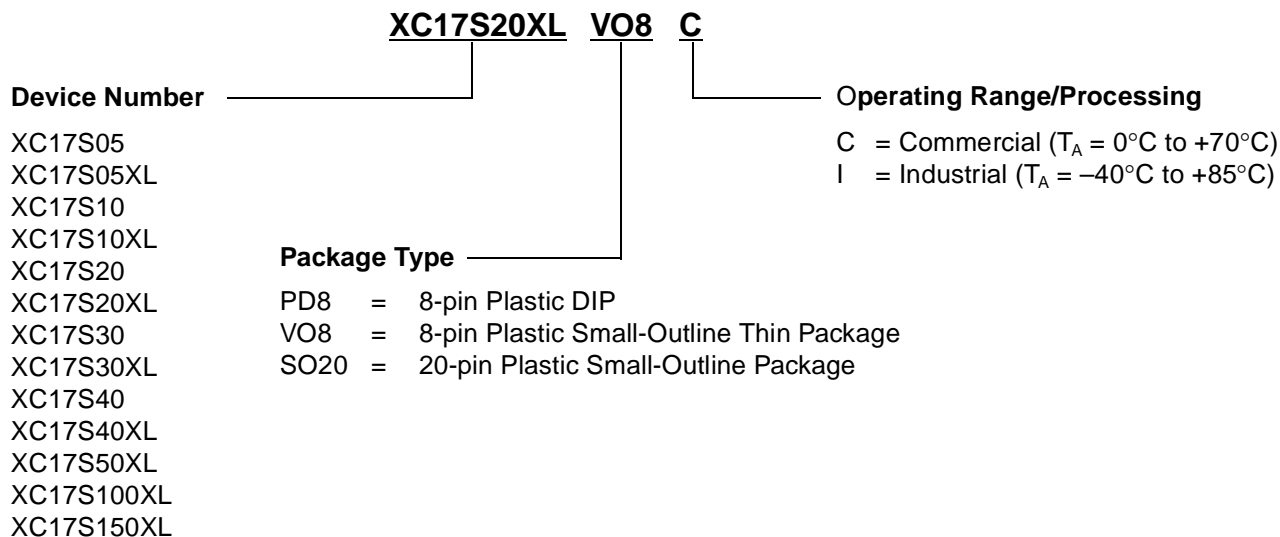 XC17S20XL VO8 C
Device Number
XC17S05
XC17S05XL
XC17S10
XC17S10XL
XC17S20
XC17S20XL
XC17S30
XC17S30XL
XC17S40
XC17S40XL
XC17S50XL
XC17S100XL
XC17S150XL
Package Type
PD8 = 8-pin Plastic DIP
VO8 = 8-pin Plastic Small-Outline Thin Package
SO20 = 20-pin Plastic Small-Outline Package
Operating Range/Processing
C = Commercial (TA = 0°C to +70°C)
I = Industrial (TA = –40°C to +85°C)